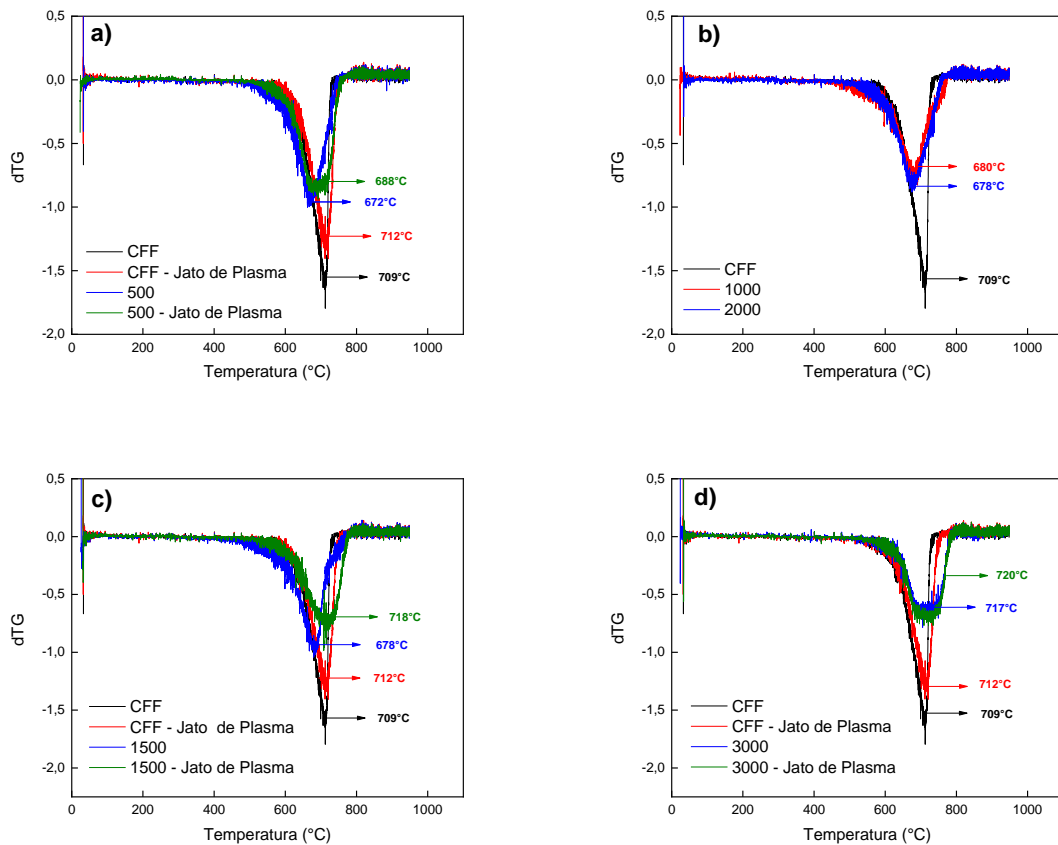 a)
0,5
0,0
-0,5
-1,0
-1,5
-2,0
dTG
688°C
672°C
712°C
709°C
CFF
CFF - Jato de Plasma
500
500 - Jato de Plasma
0 200 400 600 800 1000
Temperatura (°C)
b)
0,5
0,0
-0,5
-1,0
-1,5
-2,0
dTG
680°C
678°C
709°C
CFF
1000
2000
0 200 400 600 800 1000
Temperatura (°C)
c)
0,5
0,0
-0,5
-1,0
-1,5
-2,0
dTG
718°C
678°C
712°C
709°C
CFF
CFF - Jato de Plasma
1500
1500 - Jato de Plasma
0 200 400 600 800 1000
Temperatura (°C)
d)
0,5
0,0
-0,5
-1,0
-1,5
-2,0
dTG
720°C
717°C
712°C
709°C
CFF
CFF - Jato de Plasma
3000
3000 - Jato de Plasma
0 200 400 600 800 1000
Temperatura (°C)